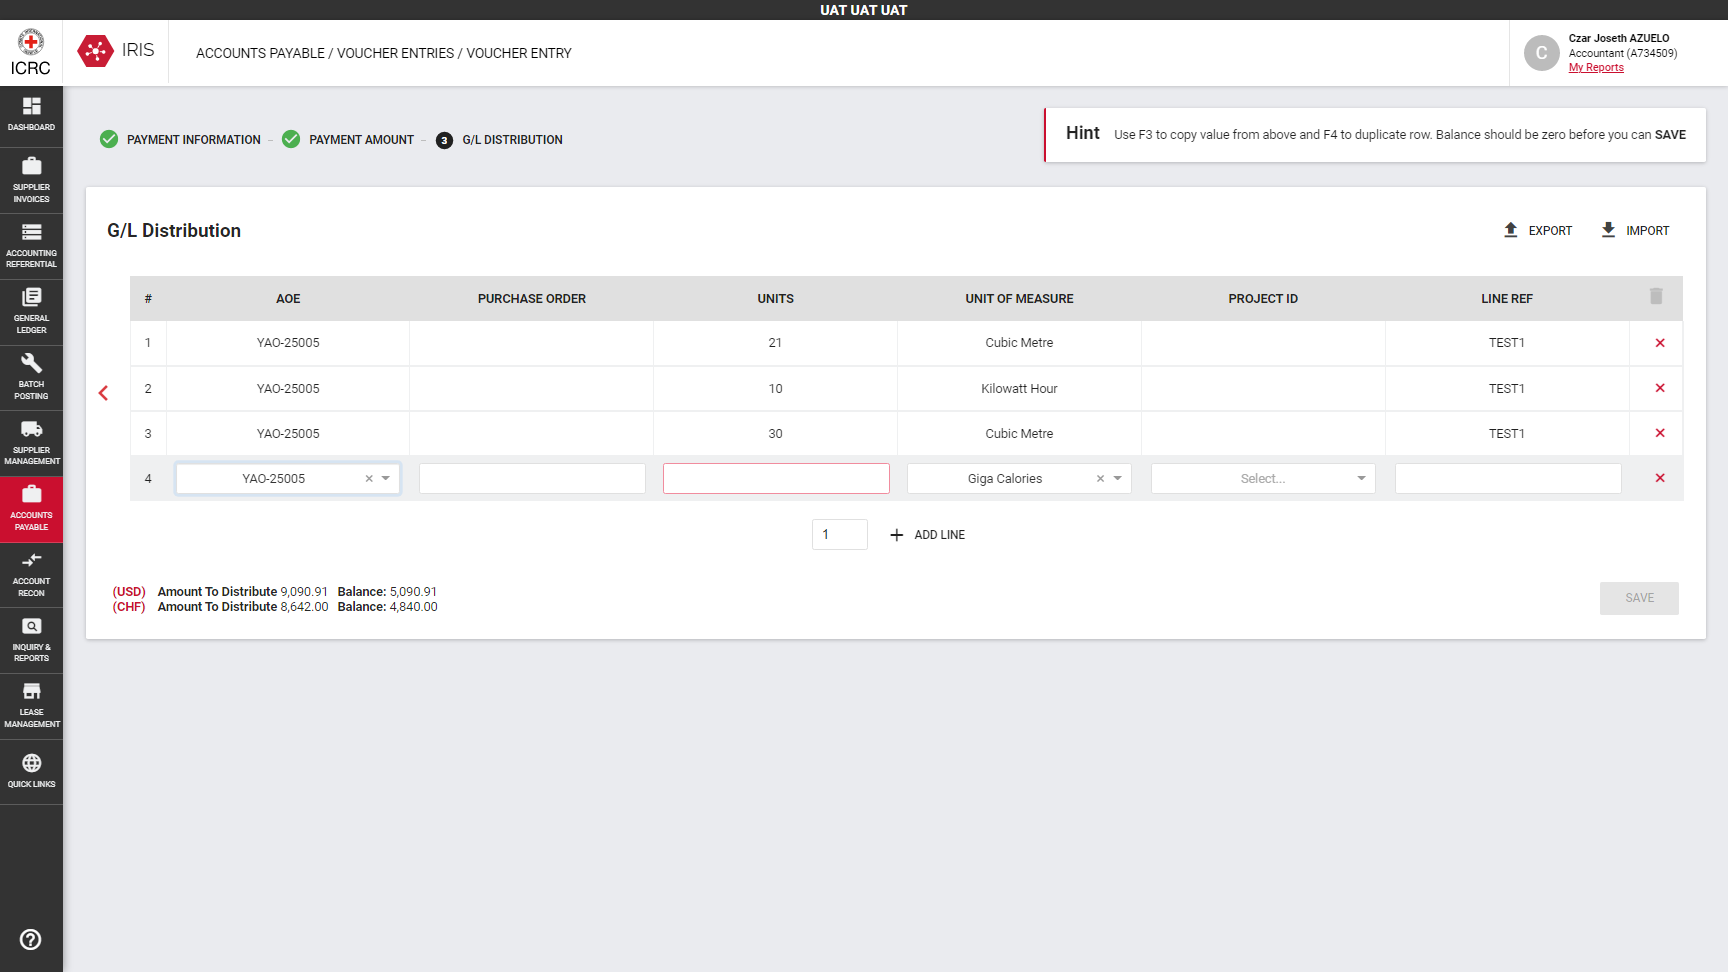 UAT UAT UAT
ICRC
IRIS
ACCOUNTS PAYABLE / VOUCHER ENTRIES / VOUCHER ENTRY
C
Czar Joseth AZUELO
Accountant (A734509)
My Reports
DASHBOARD
SUPPLIER
INVOICES
ACCOUNTING
REFERENTIAL
GENERAL
LEDGER
BATCH
POSTING
SUPPLIER
MANAGEMENT
ACCOUNTS
PAYABLE
ACCOUNT
RECON
INQUIRY &
REPORTS
LEASE
MANAGEMENT
QUICK LINKS
PAYMENT INFORMATION – PAYMENT AMOUNT – 3 G/L DISTRIBUTION
Hint Use F3 to copy value from above and F4 to duplicate row. Balance should be zero before you can SAVE
G/L Distribution
EXPORT IMPORT
# AOE PURCHASE ORDER UNITS UNIT OF MEASURE PROJECT ID LINE REF
1 YAO-25005 21 Cubic Metre TEST1
2 YAO-25005 10 Kilowatt Hour TEST1
3 YAO-25005 30 Cubic Metre TEST1
4 YAO-25005 Giga Calories Select...
1 ADD LINE
(USD) Amount To Distribute 9,090.91 Balance: 5,090.91
(CHF) Amount To Distribute 8,642.00 Balance: 4,840.00
SAVE